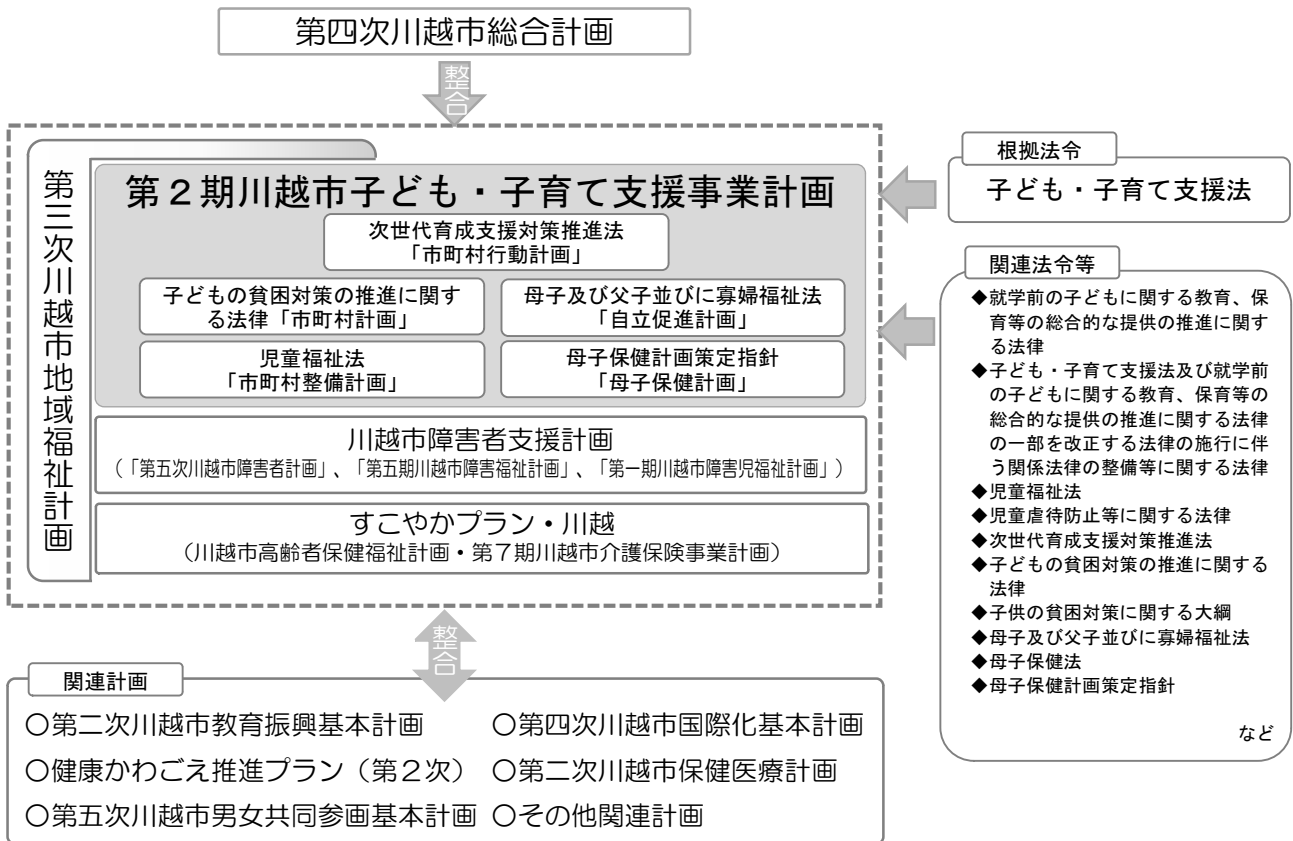 第四次川越市総合計画
整合
第三次川越市地域福祉計画
第２期川越市子ども・子育て支援事業計画
次世代育成支援対策推進法
「市町村行動計画」
子どもの貧困対策の推進に関す
る法律「市町村計画」
母子及び父子並びに寡婦福祉法
「自立促進計画」
児童福祉法
「市町村整備計画」
母子保健計画策定指針
「母子保健計画」
川越市障害者支援計画
（「第五次川越市障害者計画」、「第五期川越市障害福祉計画」、「第一期川越市障害児福祉計画」）
すこやかプラン・川越
（川越市高齢者保健福祉計画・第７期川越市介護保険事業計画）
根拠法令
子ども・子育て支援法
関連法令等
◆就学前の子どもに関する教育、保
育等の総合的な提供の推進に関す
る法律
◆子ども・子育て支援法及び就学前
の子どもに関する教育、保育等の
総合的な提供の推進に関する法律
の一部を改正する法律の施行に伴
う関係法律の整備等に関する法律
◆児童福祉法
◆児童虐待防止等に関する法律
◆次世代育成支援対策推進法
◆子どもの貧困対策の推進に関する
法律
◆子供の貧困対策に関する大綱
◆母子及び父子並びに寡婦福祉法
◆母子保健法
◆母子保健計画策定指針
など
整合
関連計画
○第二次川越市教育振興基本計画
○第四次川越市国際化基本計画
○健康かわごえ推進プラン（第２次）
○第二次川越市保健医療計画
○第五次川越市男女共同参画基本計画
○その他関連計画